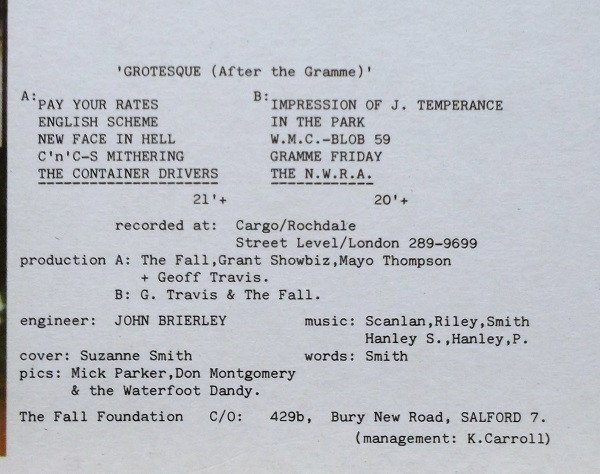 'GROTESQUE (After the Gramme)'
A:
PAY YOUR RATES
ENGLISH SCHEME
NEW FACE IN HELL
C'n'C-S MITHERING
THE CONTAINER DRIVERS
21'+
B:
IMPRESSION OF J. TEMPERANCE
IN THE PARK
W.M.C.-BLOB 59
GRAMME FRIDAY
THE N.W.R.A.
20'+
recorded at: Cargo/Rochdale
Street Level/London 289-9699
production A: The Fall,Grant Showbiz,Mayo Thompson
+ Geoff Travis.
B: G. Travis & The Fall.
engineer: JOHN BRIERLEY
music: Scanlan,Riley,Smith
Hanley S.,Hanley,P.
cover: Suzanne Smith
words: Smith
pics: Mick Parker,Don Montgomery
& the Waterfoot Dandy.
The Fall Foundation C/O: 429b, Bury New Road, SALFORD 7.
(management: K.Carroll)